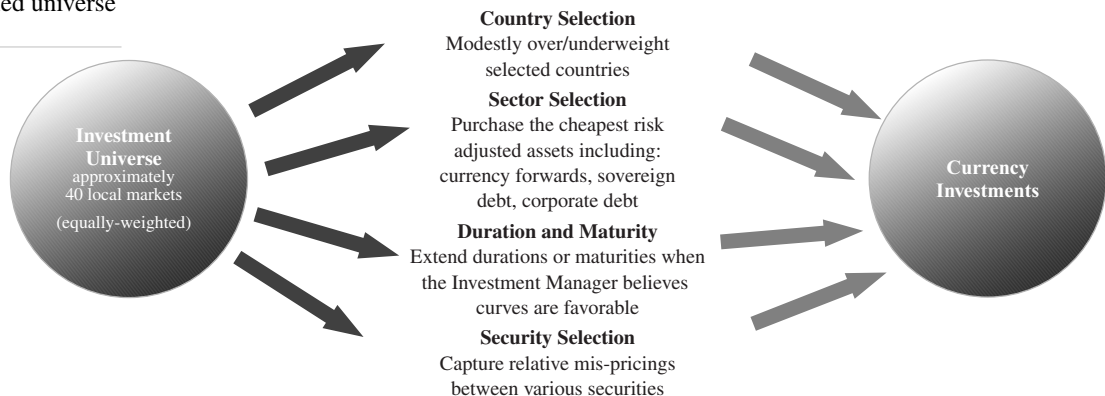 ed universe
Investment
Universe
approximately
40 local markets
(equally-weighted)
Country Selection
Modestly over/underweight
selected countries
Sector Selection
Purchase the cheapest risk
adjusted assets including:
currency forwards, sovereign
debt, corporate debt
Duration and Maturity
Extend durations or maturities when
the Investment Manager believes
curves are favorable
Security Selection
Capture relative mis-pricings
between various securities
Currency
Investments